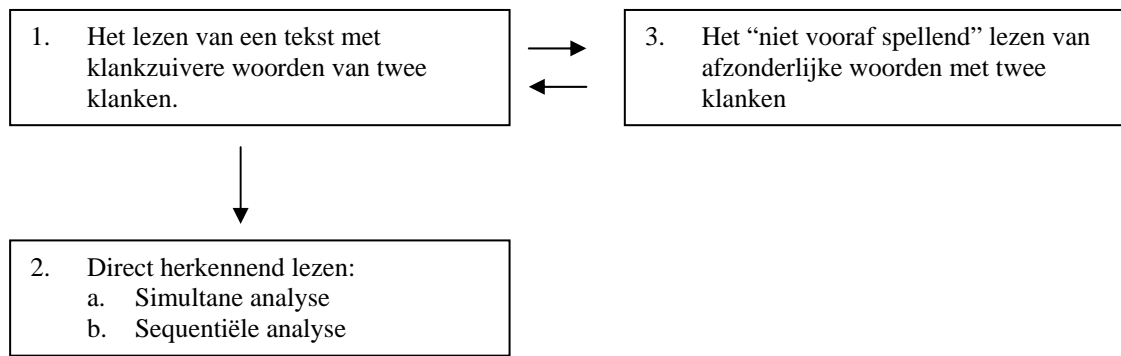 1. Het lezen van een tekst met
klankzuivere woorden van twee
klanken.
3. Het “niet vooraf spellend” lezen van
afzonderlijke woorden met twee
klanken
2. Direct herkennend lezen:
a. Simultane analyse
b. Sequentiële analyse